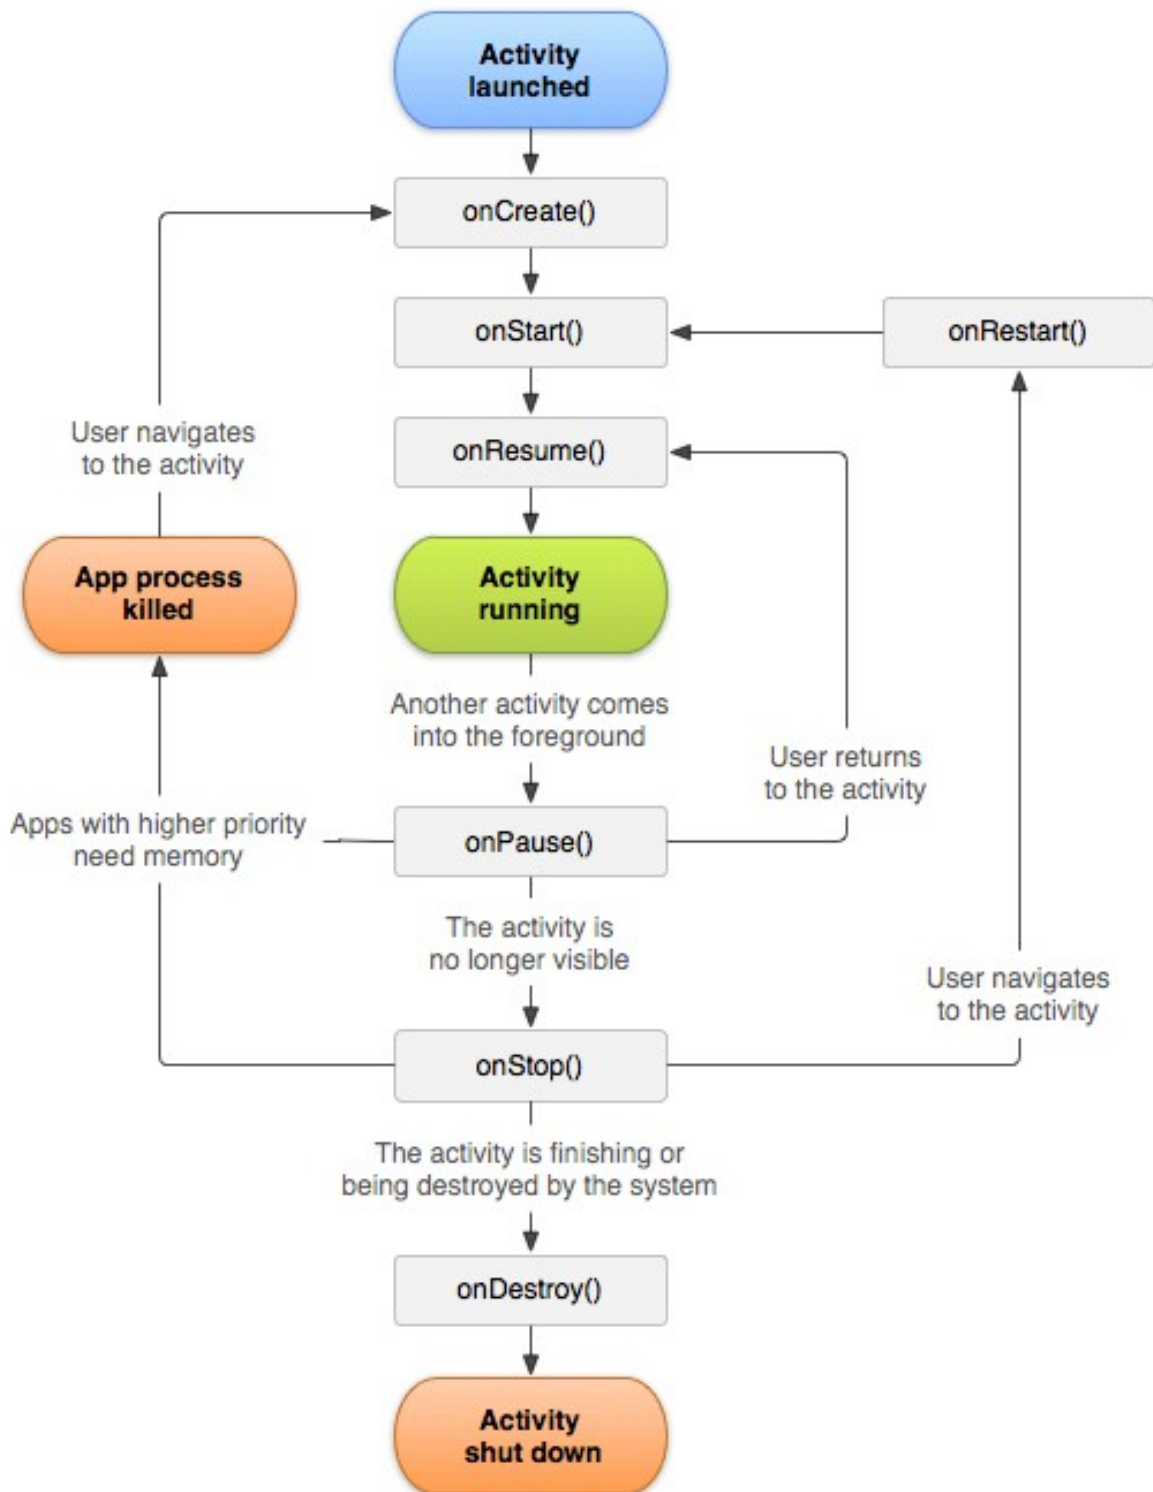 Activity
launched
onCreate()
onStart()
onRestart()
User navigates
to the activity
onResume()
App process
killed
Activity
running
Another activity comes
into the foreground
User returns
to the activity
Apps with higher priority
need memory
onPause()
The activity is
no longer visible
User navigates
to the activity
onStop()
The activity is finishing or
being destroyed by the system
onDestroy()
Activity
shut down